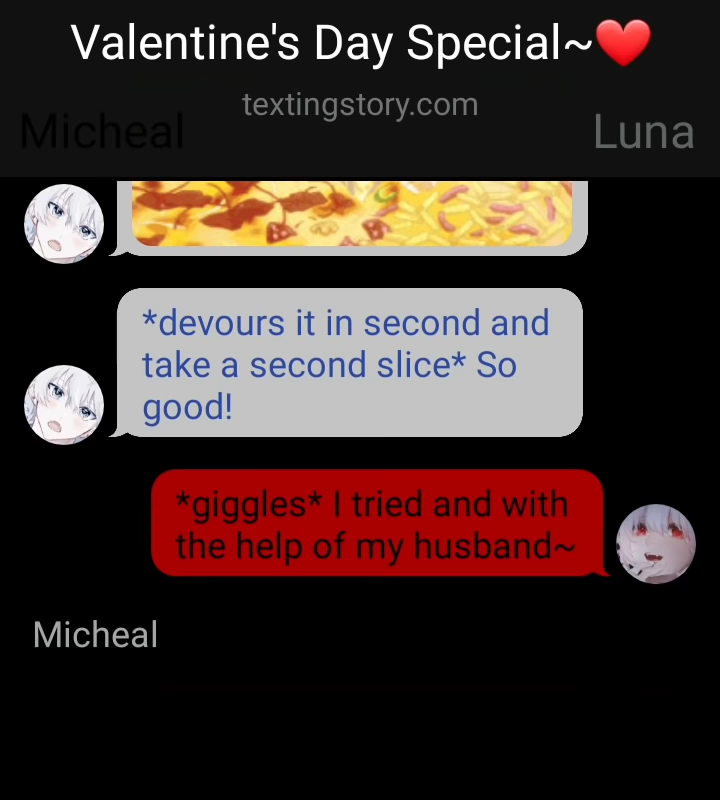 Valentine's Day Special~❤️
textingstory.com
Micheal
Luna
*devours it in second and
take a second slice* So
good!
*giggles* I tried and with
the help of my husband~
Micheal